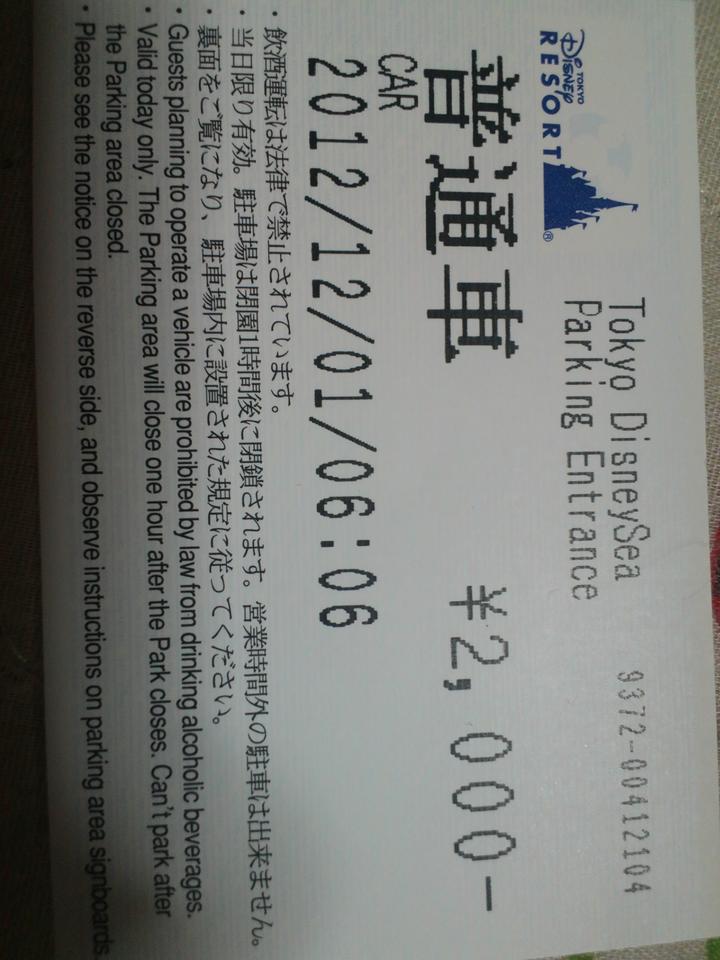 TOKYO
DISNEY
RESORT®
Tokyo DisneySea
Parking Entrance
9372-00412104
普通車
¥2,000-
CAR
2012/12/01/06:06
・飲酒運転は法律で禁止されています。
・当日限り有効。駐車場は閉園1時間後に閉鎖されます。営業時間外の駐車は出来ません。
・裏面をご覧になり、駐車場内に設置された規定に従ってください。
• Guests planning to operate a vehicle are prohibited by law from drinking alcoholic beverages.
• Valid today only. The Parking area will close one hour after the Park closes. Can't park after
the Parking area closed.
• Please see the notice on the reverse side, and observe instructions on parking area signboards.